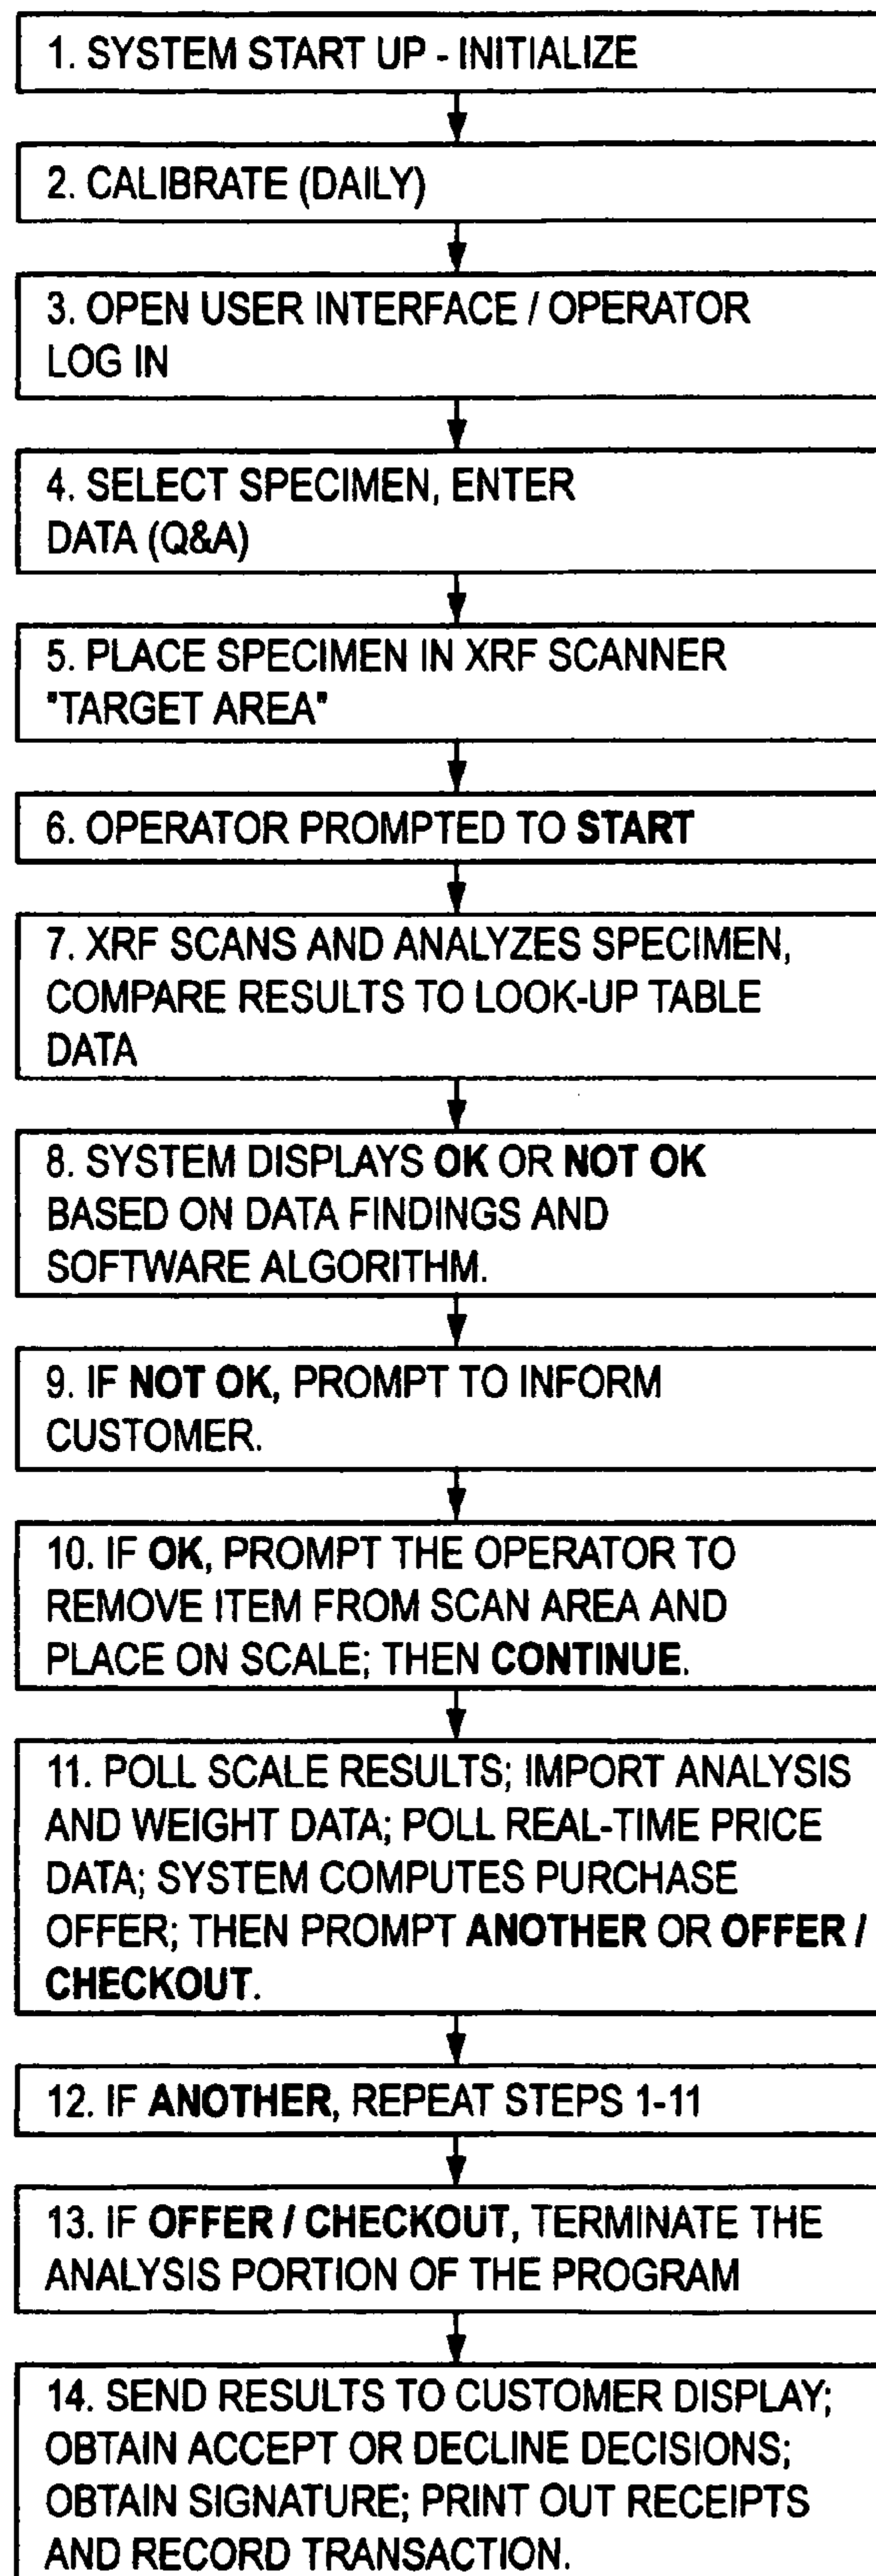 1. SYSTEM START UP - INITIALIZE
2. CALIBRATE (DAILY)
3. OPEN USER INTERFACE / OPERATOR
LOG IN
4. SELECT SPECIMEN, ENTER
DATA (Q&A)
5. PLACE SPECIMEN IN XRF SCANNER
"TARGET AREA"
6. OPERATOR PROMPTED TO START
7. XRF SCANS AND ANALYZES SPECIMEN,
COMPARE RESULTS TO LOOK-UP TABLE
DATA
8. SYSTEM DISPLAYS OK OR NOT OK
BASED ON DATA FINDINGS AND
SOFTWARE ALGORITHM.
9. IF NOT OK, PROMPT TO INFORM
CUSTOMER.
10. IF OK, PROMPT THE OPERATOR TO
REMOVE ITEM FROM SCAN AREA AND
PLACE ON SCALE; THEN CONTINUE.
11. POLL SCALE RESULTS; IMPORT ANALYSIS
AND WEIGHT DATA; POLL REAL-TIME PRICE
DATA; SYSTEM COMPUTES PURCHASE
OFFER; THEN PROMPT ANOTHER OR OFFER /
CHECKOUT.
12. IF ANOTHER, REPEAT STEPS 1-11
13. IF OFFER / CHECKOUT, TERMINATE THE
ANALYSIS PORTION OF THE PROGRAM
14. SEND RESULTS TO CUSTOMER DISPLAY;
OBTAIN ACCEPT OR DECLINE DECISIONS;
OBTAIN SIGNATURE; PRINT OUT RECEIPTS
AND RECORD TRANSACTION.